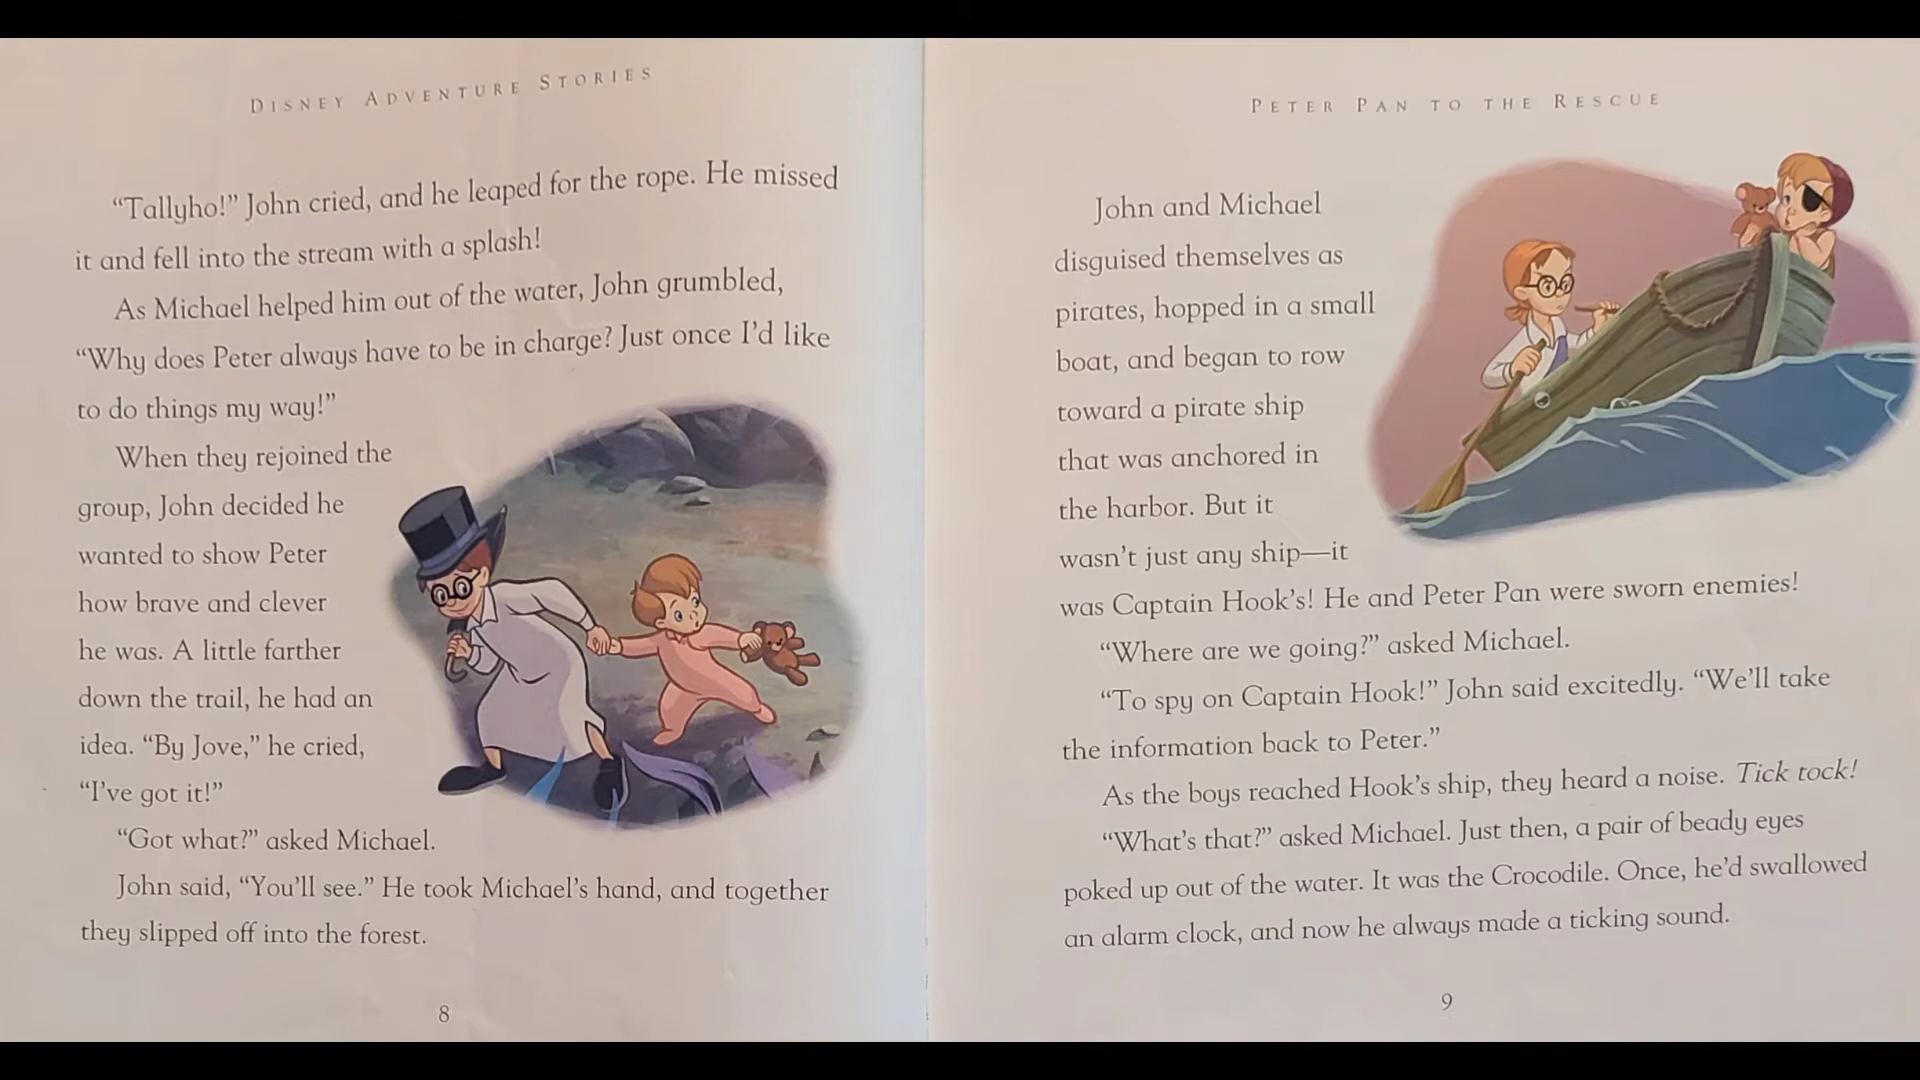 DISNEY ADVENTURE STORIES
“Tallyho!” John cried, and he leaped for the rope. He missed
it and fell into the stream with a splash!
As Michael helped him out of the water, John grumbled,
“Why does Peter always have to be in charge? Just once I’d like
to do things my way!”
When they rejoined the
group, John decided he
wanted to show Peter
how brave and clever
he was. A little farther
down the trail, he had an
idea. “By Jove,” he cried,
“I’ve got it!”
“Got what?” asked Michael.
John said, “You’ll see.” He took Michael’s hand, and together
they slipped off into the forest.
8
PETER PAN TO THE RESCUE
John and Michael
disguised themselves as
pirates, hopped in a small
boat, and began to row
toward a pirate ship
that was anchored in
the harbor. But it
wasn’t just any ship—it
was Captain Hook’s! He and Peter Pan were sworn enemies!
“Where are we going?” asked Michael.
“To spy on Captain Hook!” John said excitedly. “We’ll take
the information back to Peter.”
As the boys reached Hook’s ship, they heard a noise. Tick tock!
“What’s that?” asked Michael. Just then, a pair of beady eyes
poked up out of the water. It was the Crocodile. Once, he’d swallowed
an alarm clock, and now he always made a ticking sound.
9